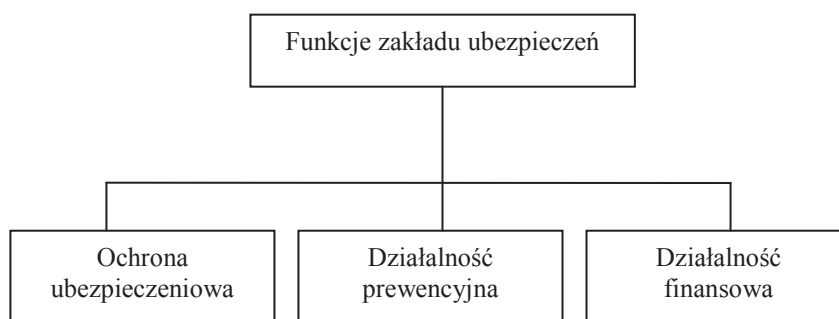 Funkcje zakładu ubezpieczeń
Ochrona
ubezpieczeniowa
Działalność
prewencyjna
Działalność
finansowa